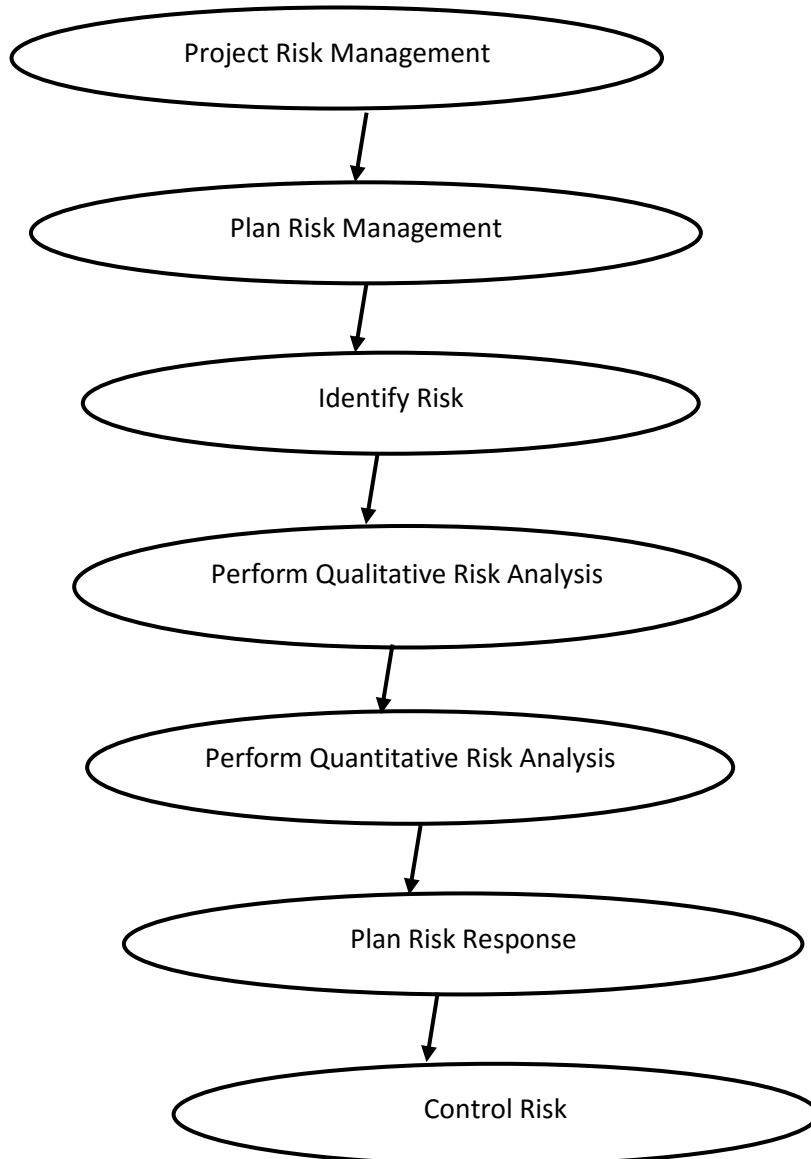 Project Risk Management
Plan Risk Management
Identify Risk
Perform Qualitative Risk Analysis
Perform Quantitative Risk Analysis
Plan Risk Response
Control Risk